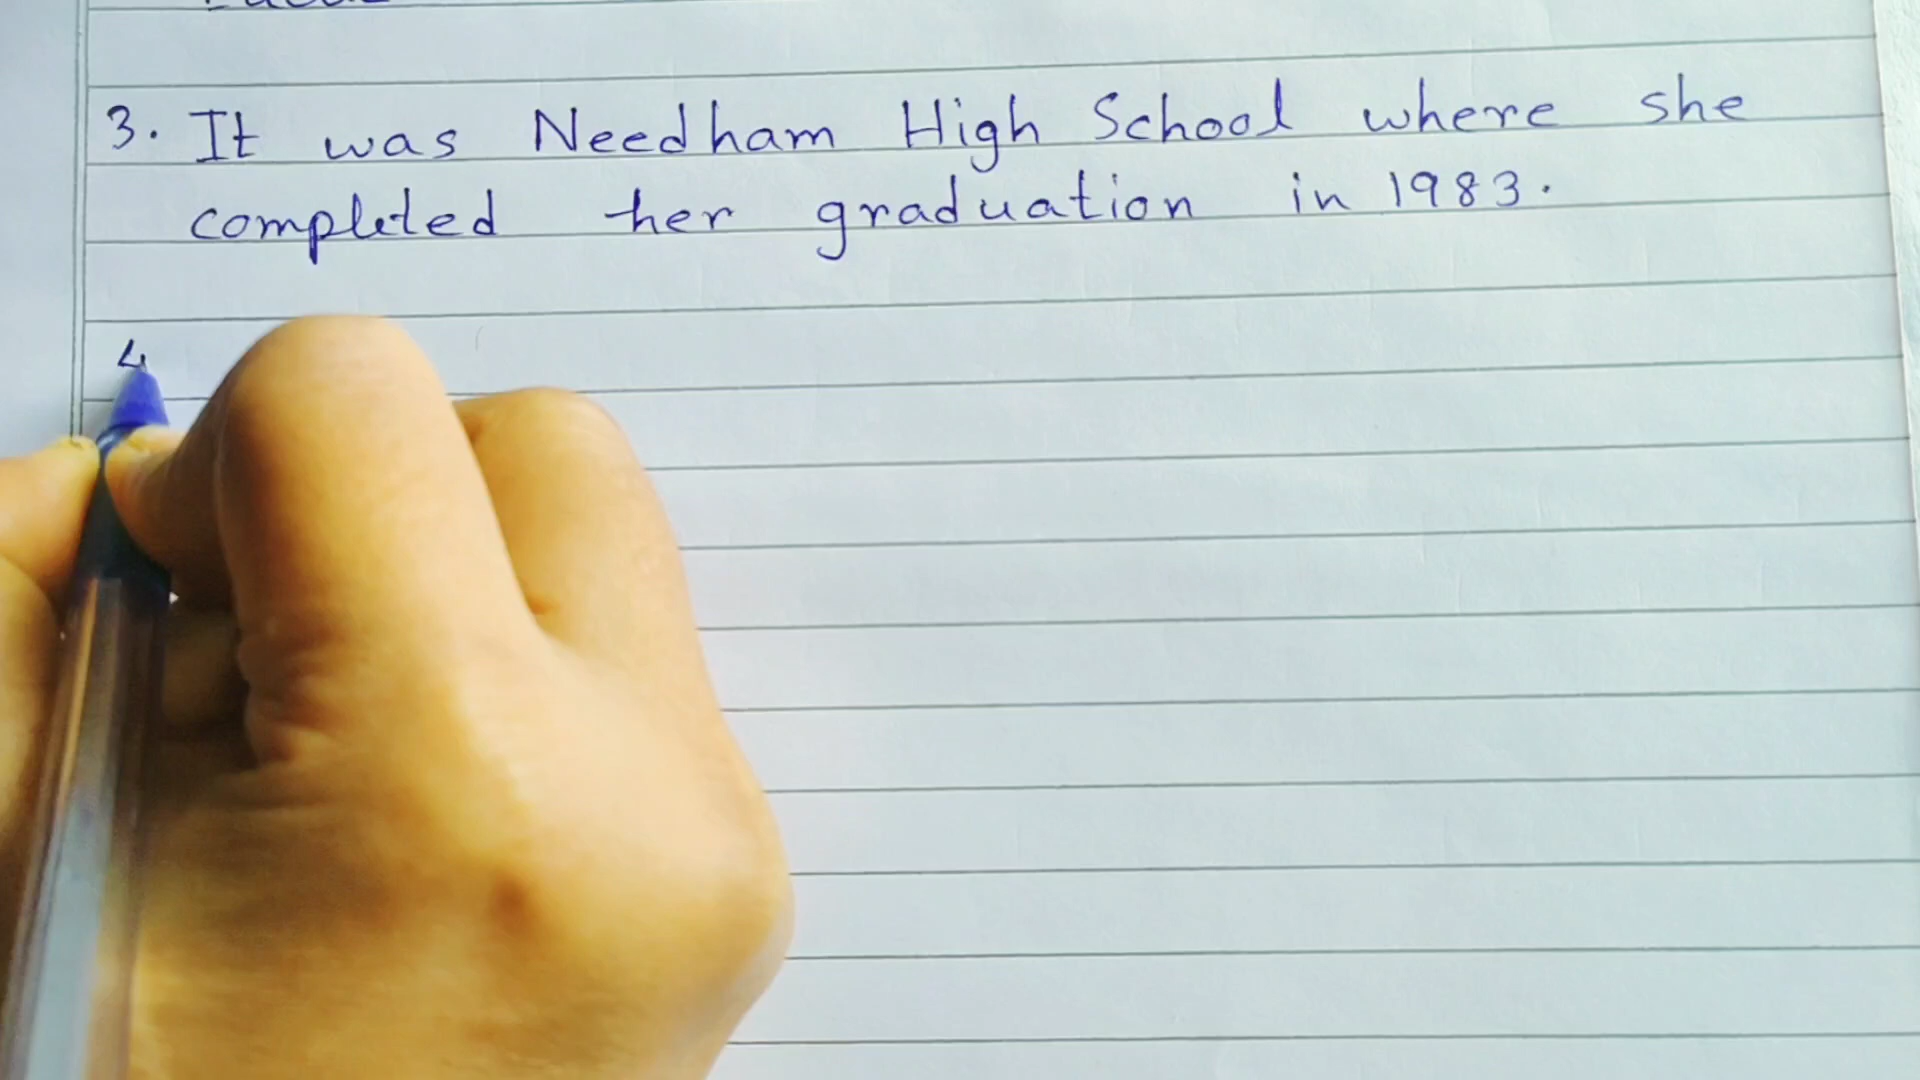 3. It was Needham High School where she
completed her graduation in 1983.
4